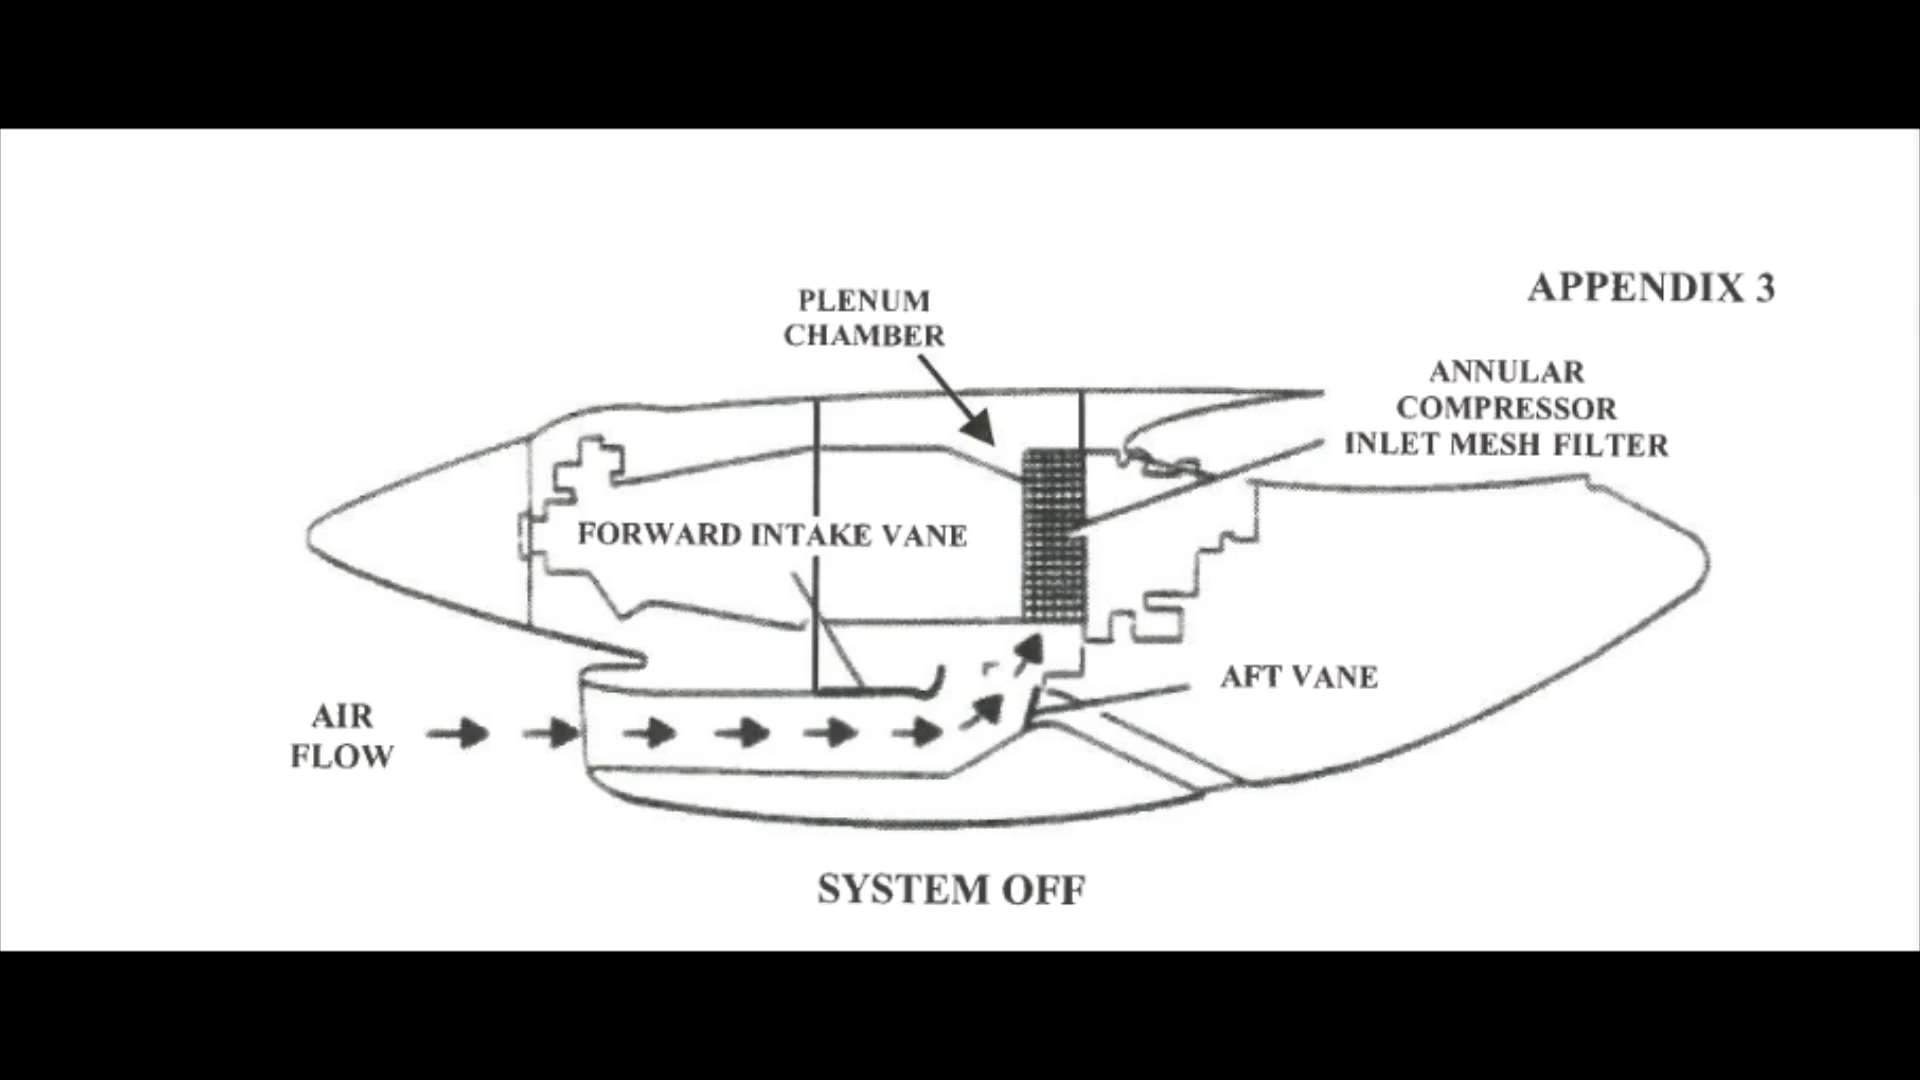 APPENDIX 3
PLENUM
CHAMBER
ANNULAR
COMPRESSOR
INLET MESH FILTER
FORWARD INTAKE VANE
AFT VANE
AIR
FLOW
SYSTEM OFF